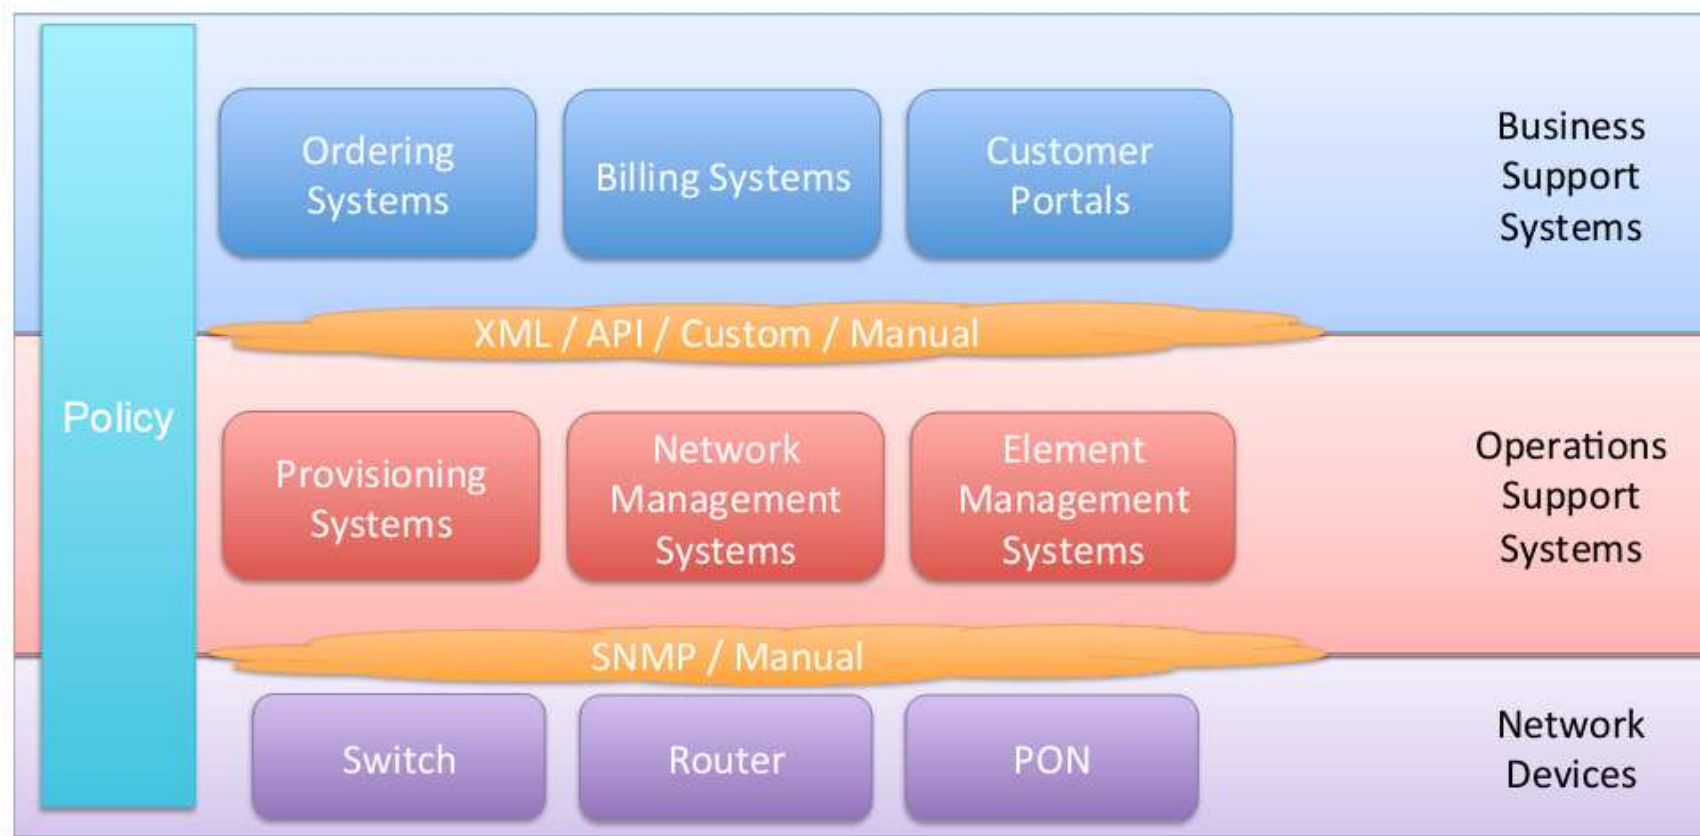 Policy
Ordering
Systems
Billing Systems
Customer
Portals
Business
Support
Systems
XML / API / Custom / Manual
Provisioning
Systems
Network
Management
Systems
Element
Management
Systems
Operations
Support
Systems
SNMP / Manual
Switch
Router
PON
Network
Devices